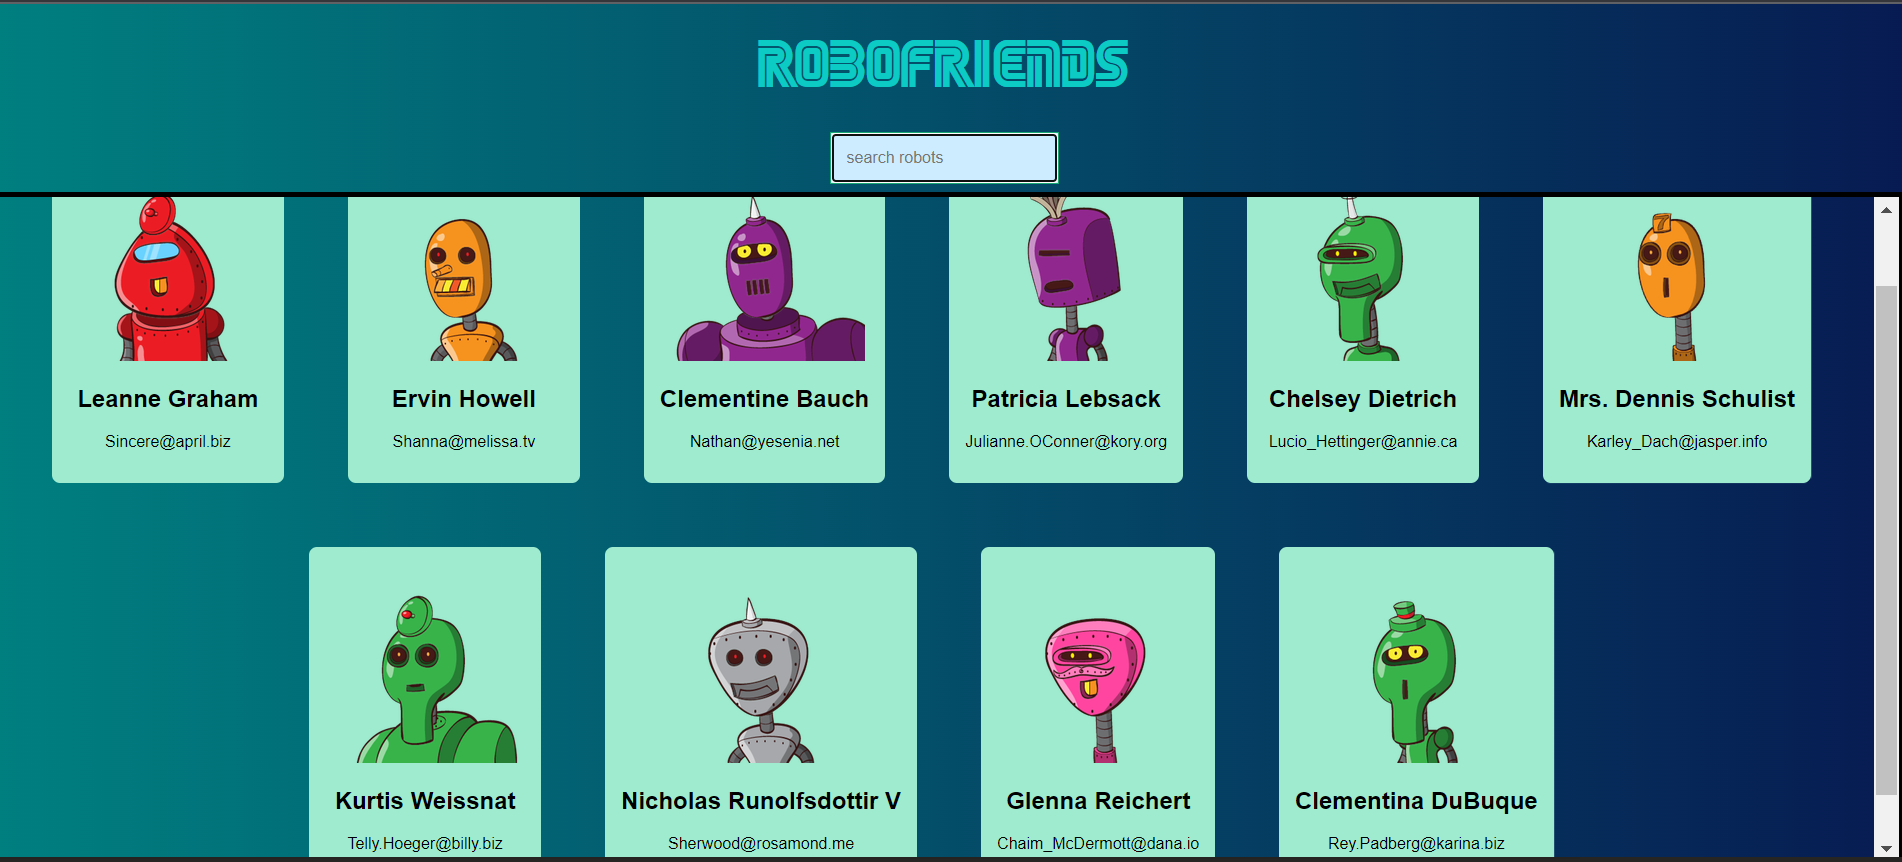 ROBOFRIENDS
search robots
7
Leanne Graham
Sincere@april.biz
Ervin Howell
Shanna@melissa.tv
Clementine Bauch
Nathan@yesenia.net
Patricia Lebsack
Julianne.OConner@kory.org
Chelsey Dietrich
Lucio_Hettinger@annie.ca
Mrs. Dennis Schulist
Karley_Dach@jasper.info
Kurtis Weissnat
Telly.Hoeger@billy.biz
Nicholas Runolfsdottir V
Sherwood@rosamond.me
Glenna Reichert
Chaim_McDermott@dana.io
Clementina DuBuque
Rey.Padberg@karina.biz